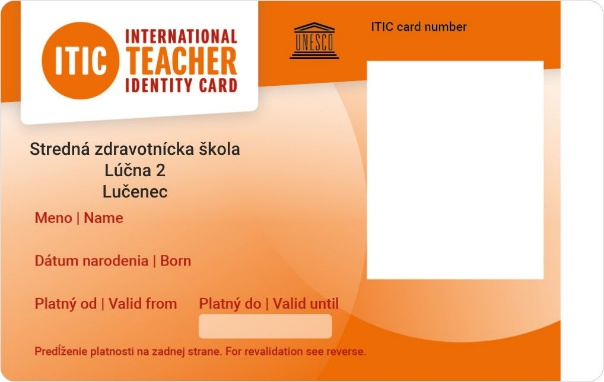 ITIC
INTERNATIONAL
TEACHER
IDENTITY CARD
UNESCO
ITIC card number
Stredná zdravotnícka škola
Lúčna 2
Lučenec
Meno | Name
Dátum narodenia | Born
Platný od | Valid from
Platný do | Valid until
Predĺženie platnosti na zadnej strane. For revalidation see reverse.